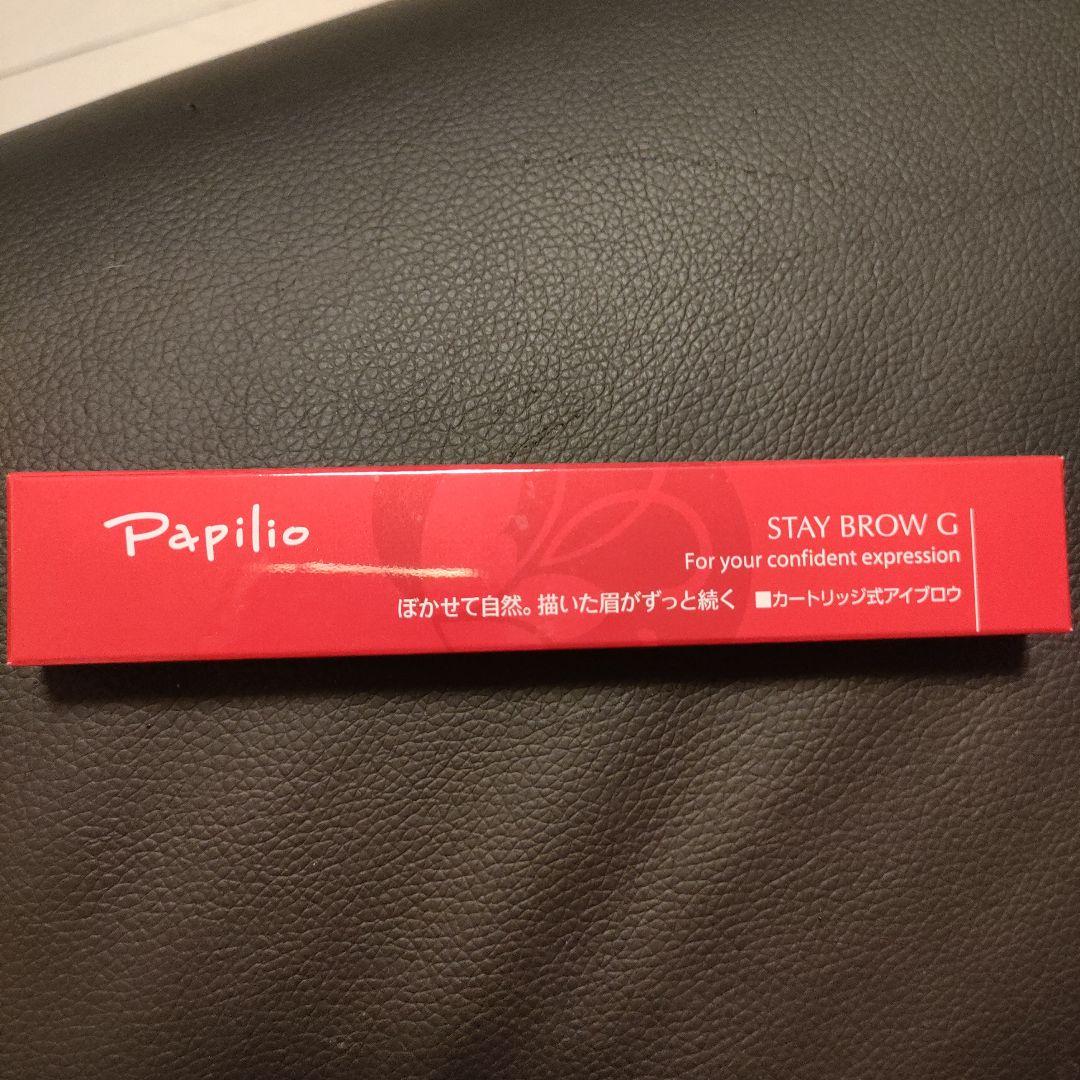 Papilio
STAY BROW G
For your confident expression
ぼかせて自然。描いた眉がずっと続く ■カートリッジ式アイブロウ